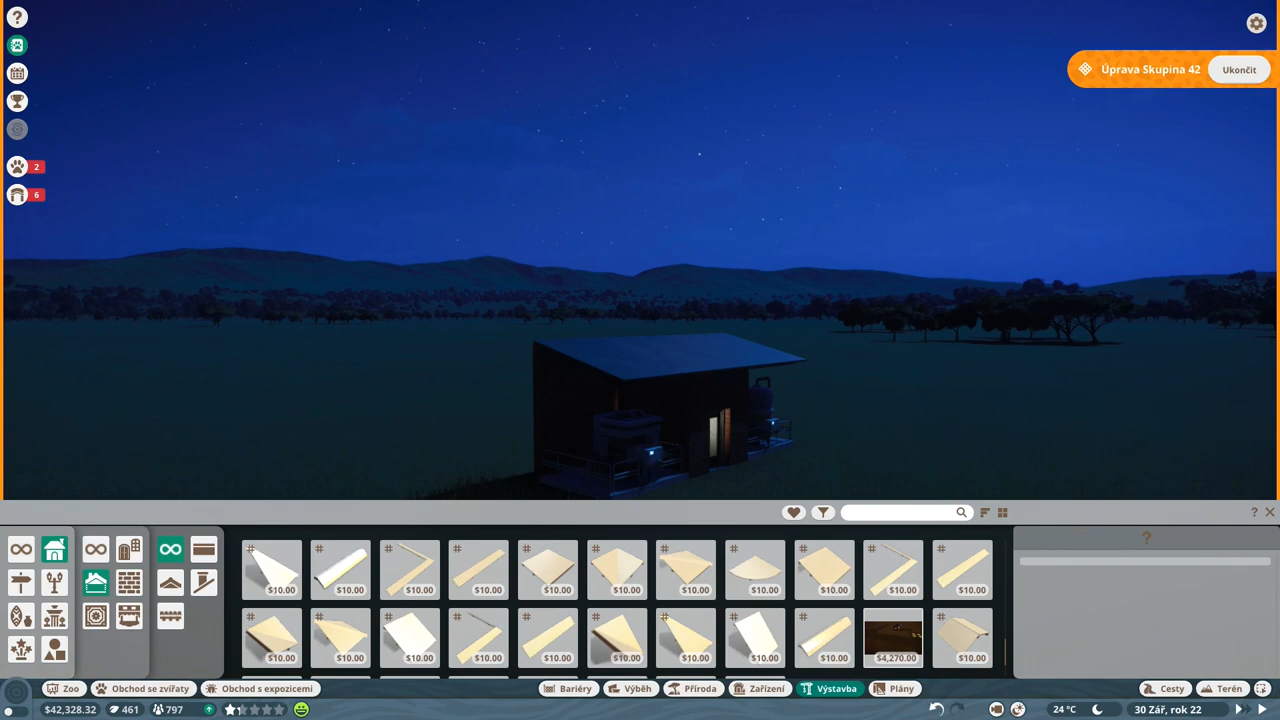 ?
Úprava Skupina 42 Ukončit
2
6
? 
$10.00 $10.00 $10.00 $10.00 $10.00 $10.00 $10.00 $10.00 $10.00 $10.00 $10.00
$10.00 $10.00 $10.00 $10.00 $10.00 $10.00 $10.00 $10.00 $10.00 $4,270.00 $10.00
?
Zoo Obchod se zvířaty Obchod s expozicemi Bariéry Výběh Příroda Zařízení Výstavba Plány Cesty Terén
$42,328.32 461 797 24 °C 30 Zář, rok 22